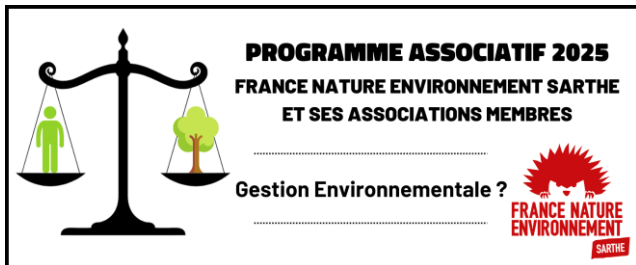 PROGRAMME ASSOCIATIF 2025
FRANCE NATURE ENVIRONNEMENT SARTHE
ET SES ASSOCIATIONS MEMBRES
Gestion Environnementale ?
FRANCE NATURE
ENVIRONNEMENT
SARTHE